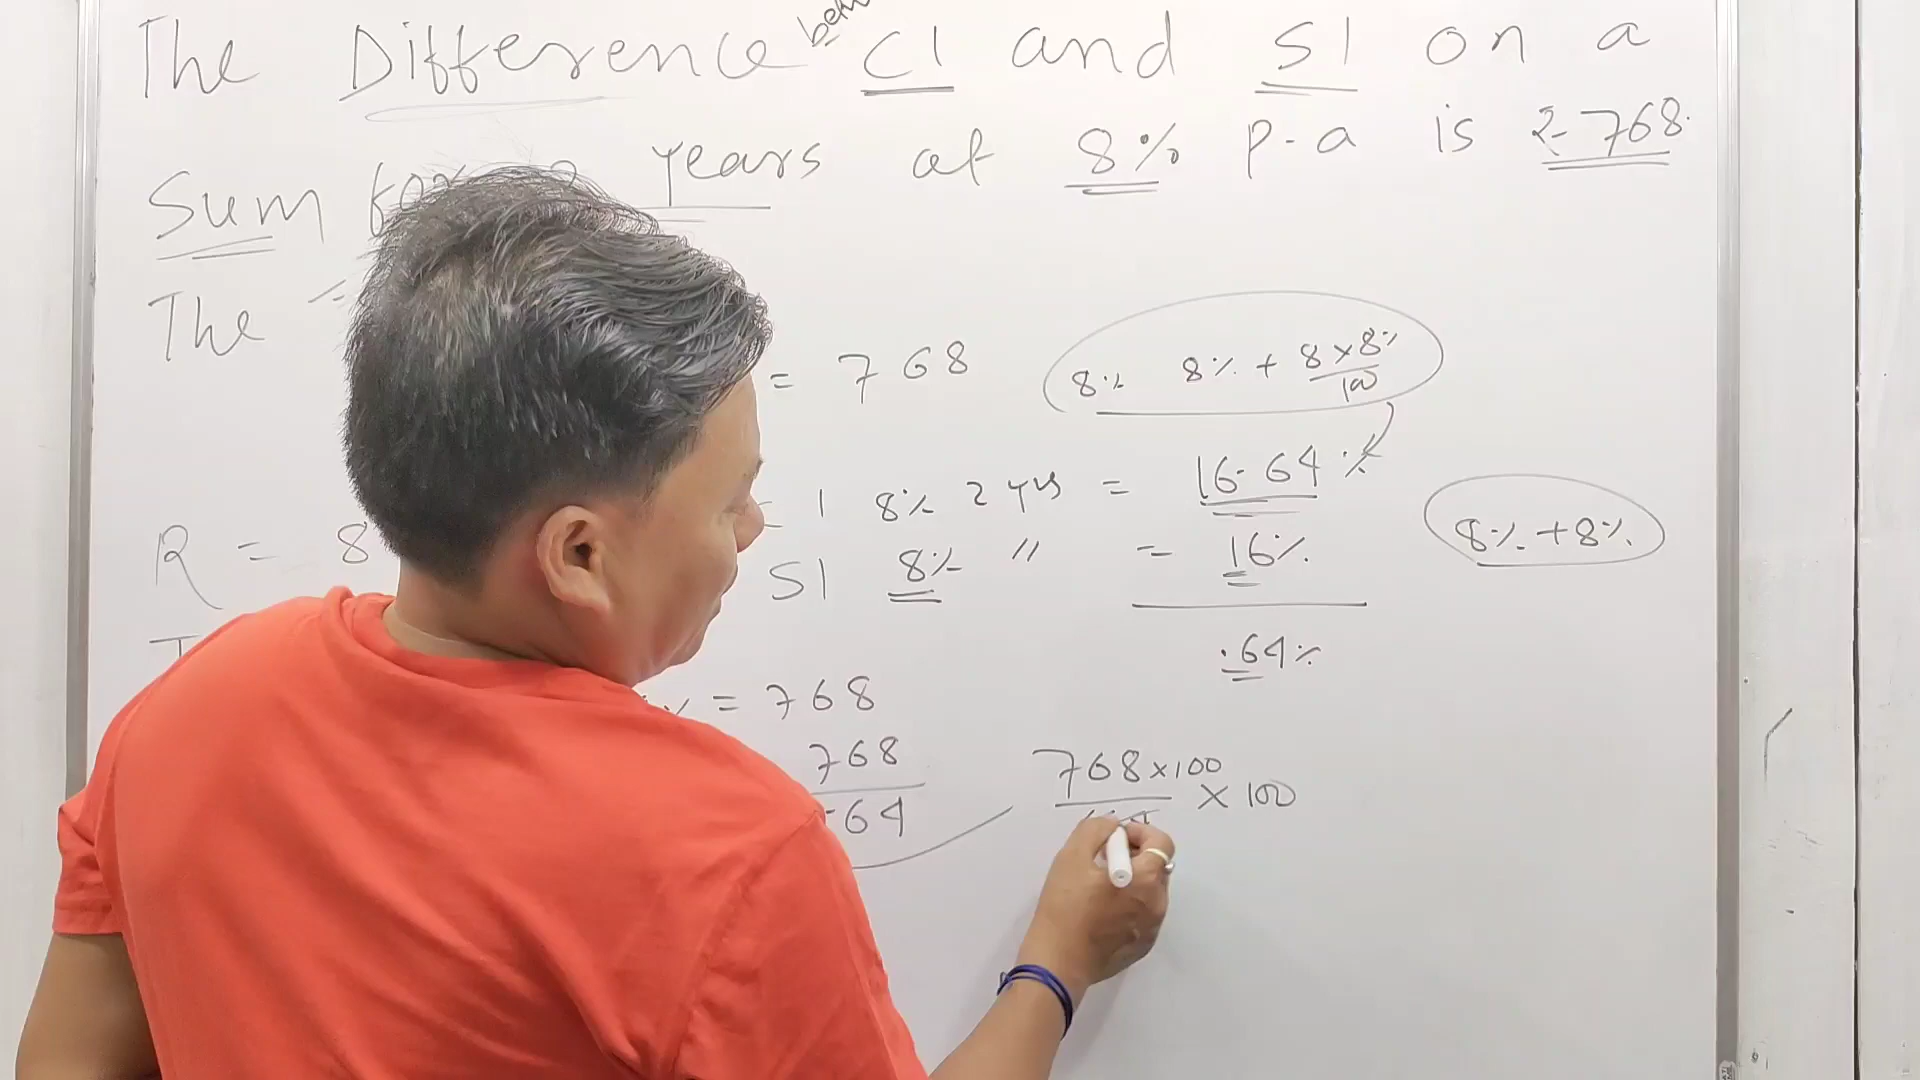 The Difference CI and SI on a
Sum for years at 8% P.a is ₹768.
The
= 768
8% 8% + 8×8%/100
R = 8
1 8% 2 yrs = 16.64%
SI 8% 〃 = 16%
8% + 8%
.64%
= 768
768/.64
768×100/64 × 100